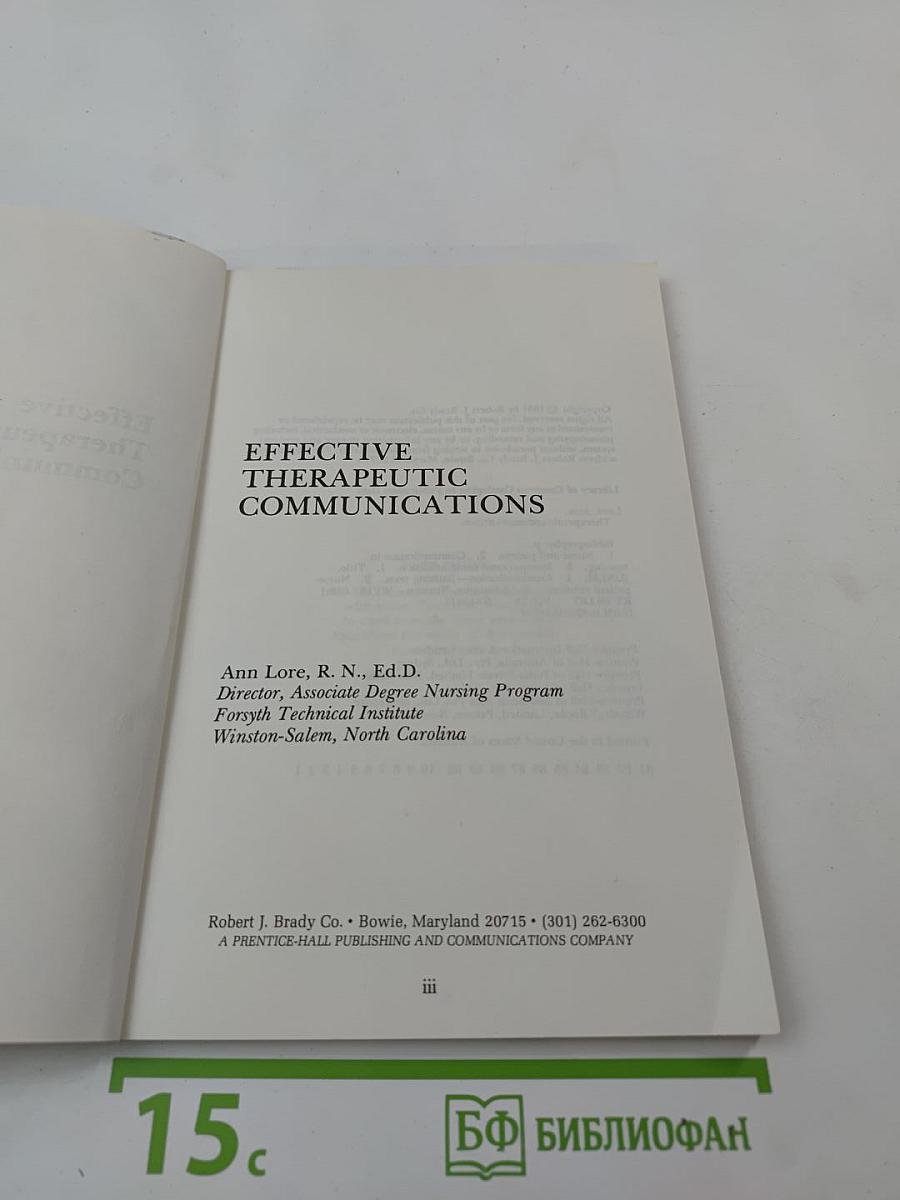 EFFECTIVE
THERAPEUTIC
COMMUNICATIONS
Ann Lore, R. N., Ed.D.
Director, Associate Degree Nursing Program
Forsyth Technical Institute
Winston-Salem, North Carolina
Robert J. Brady Co. • Bowie, Maryland 20715 • (301) 262-6300
A PRENTICE-HALL PUBLISHING AND COMMUNICATIONS COMPANY
iii
15 с
БФ БИБЛИОФАН